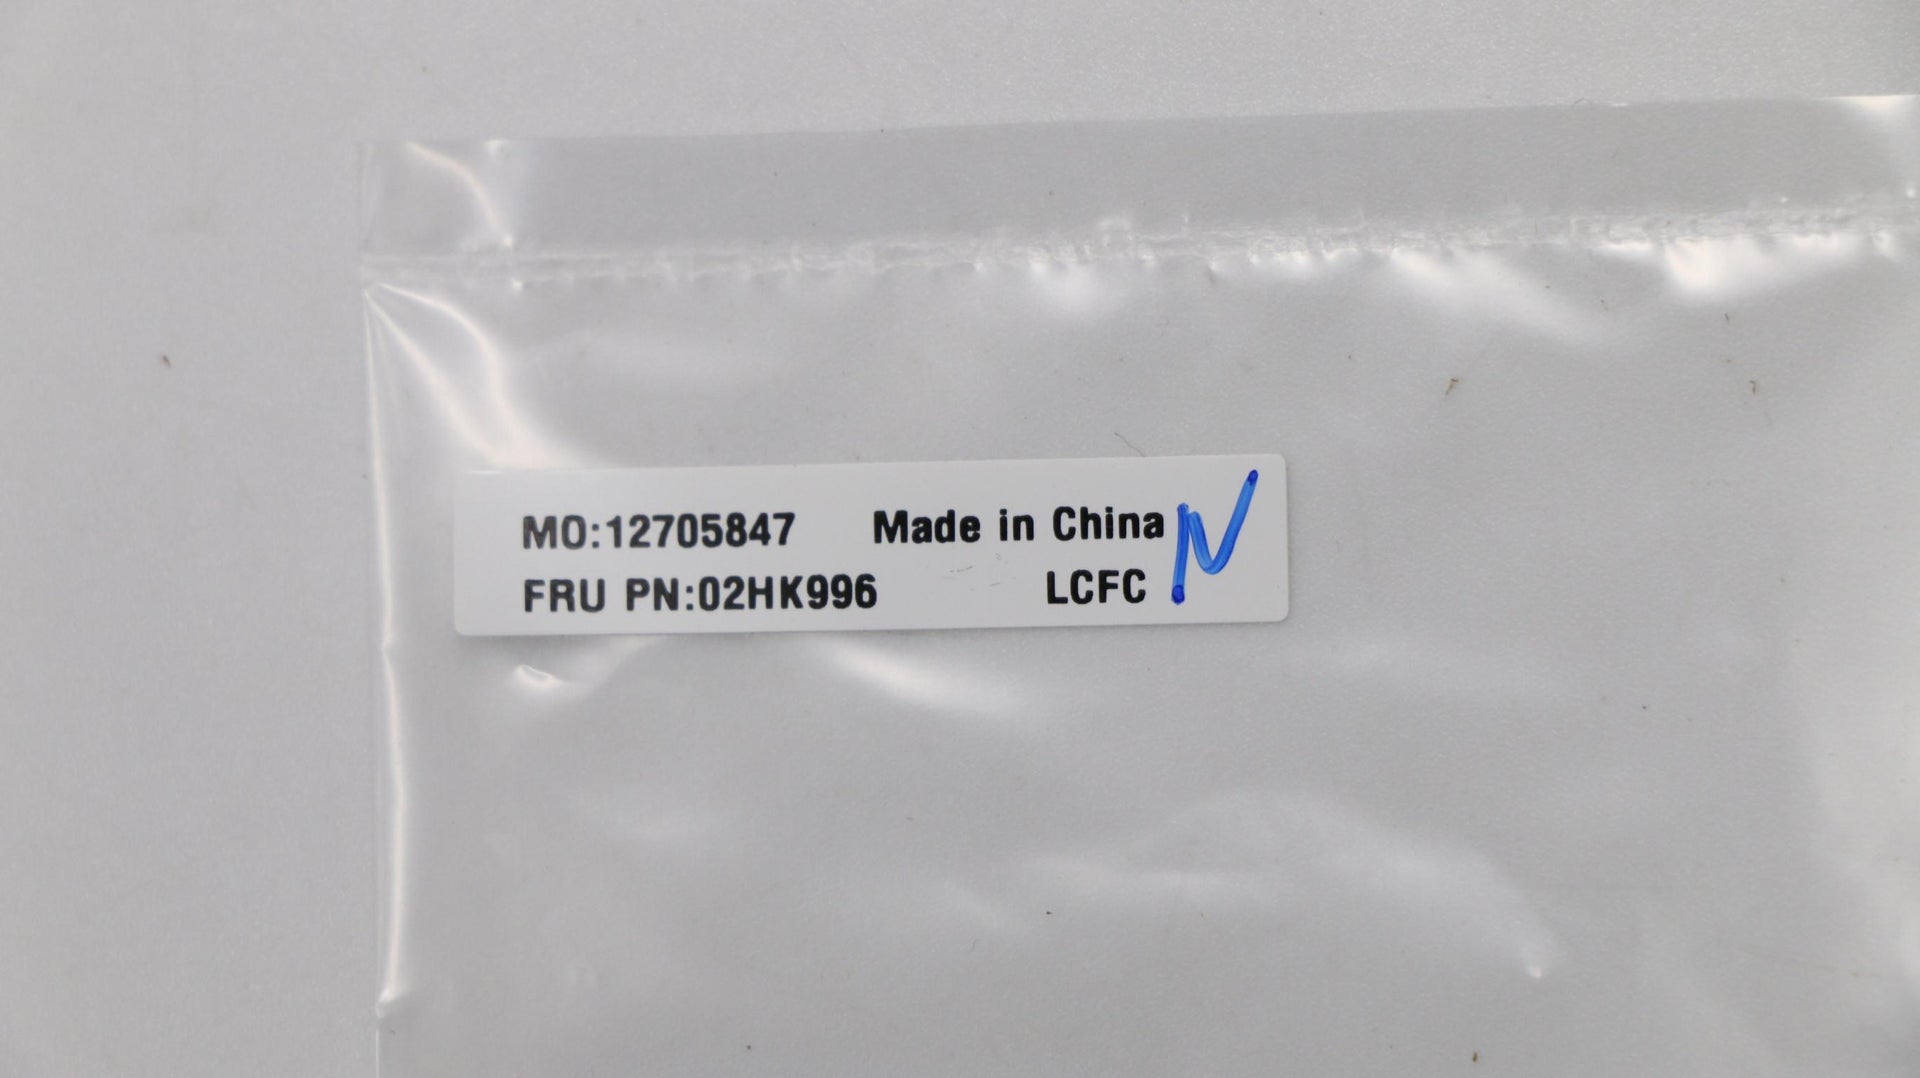 MO:12705847 Made in China N
FRU PN:02HK996 LCFC